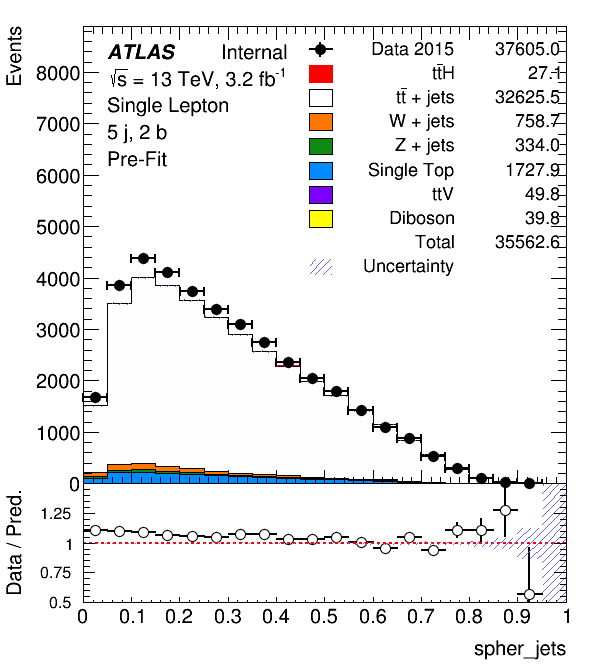 Events
ATLAS Internal
√s = 13 TeV, 3.2 fb⁻¹
Single Lepton
5 j, 2 b
Pre-Fit
Data 2015 37605.0
tt̄H 27.1
tt̄ + jets 32625.5
W + jets 758.7
Z + jets 334.0
Single Top 1727.9
ttV 49.8
Diboson 39.8
Total 35562.6
Uncertainty
8000
7000
6000
5000
4000
3000
2000
1000
0
Data / Pred.
1.25
1
0.75
0.5
0 0.1 0.2 0.3 0.4 0.5 0.6 0.7 0.8 0.9 1
spher_jets